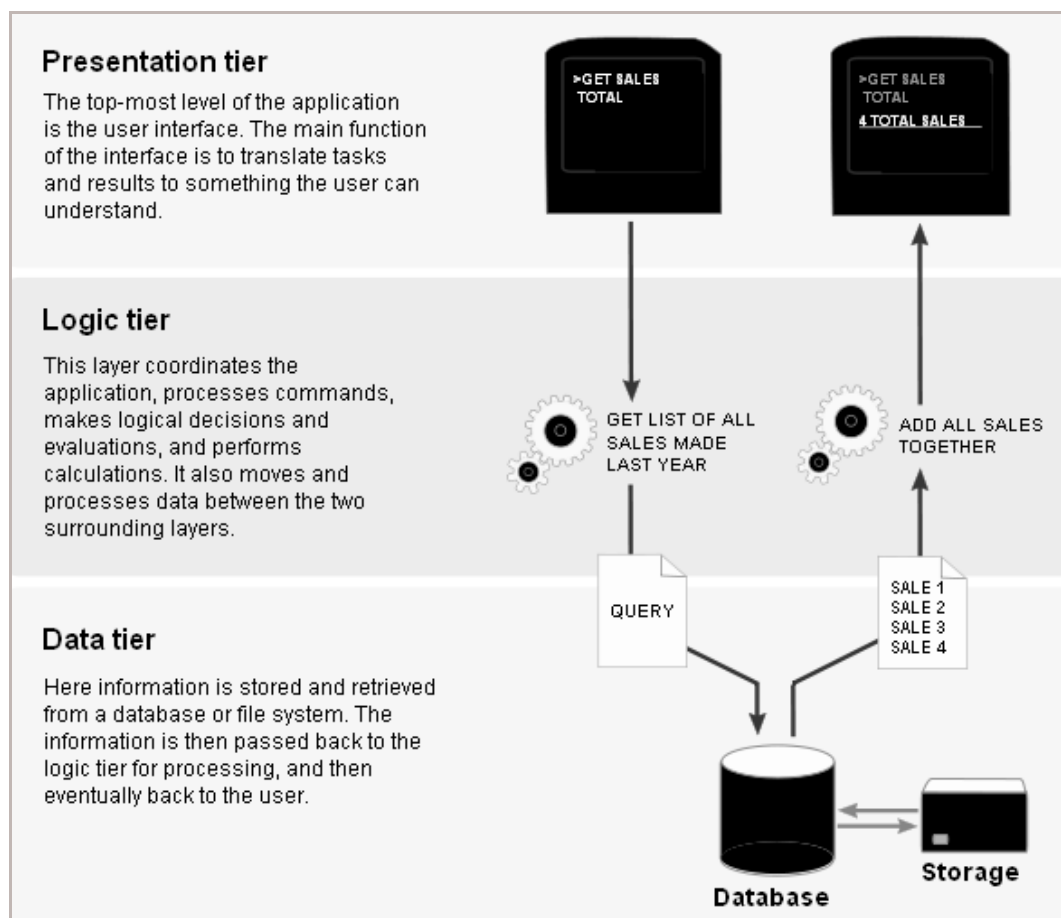 Presentation tier
The top-most level of the application
is the user interface. The main function
of the interface is to translate tasks
and results to something the user can
understand.
>GET SALES
TOTAL
>GET SALES
TOTAL
4 TOTAL SALES
Logic tier
This layer coordinates the
application, processes commands,
makes logical decisions and
evaluations, and performs
calculations. It also moves and
processes data between the two
surrounding layers.
GET LIST OF ALL
SALES MADE
LAST YEAR
ADD ALL SALES
TOGETHER
QUERY
SALE 1
SALE 2
SALE 3
SALE 4
Data tier
Here information is stored and retrieved
from a database or file system. The
information is then passed back to the
logic tier for processing, and then
eventually back to the user.
Database
Storage